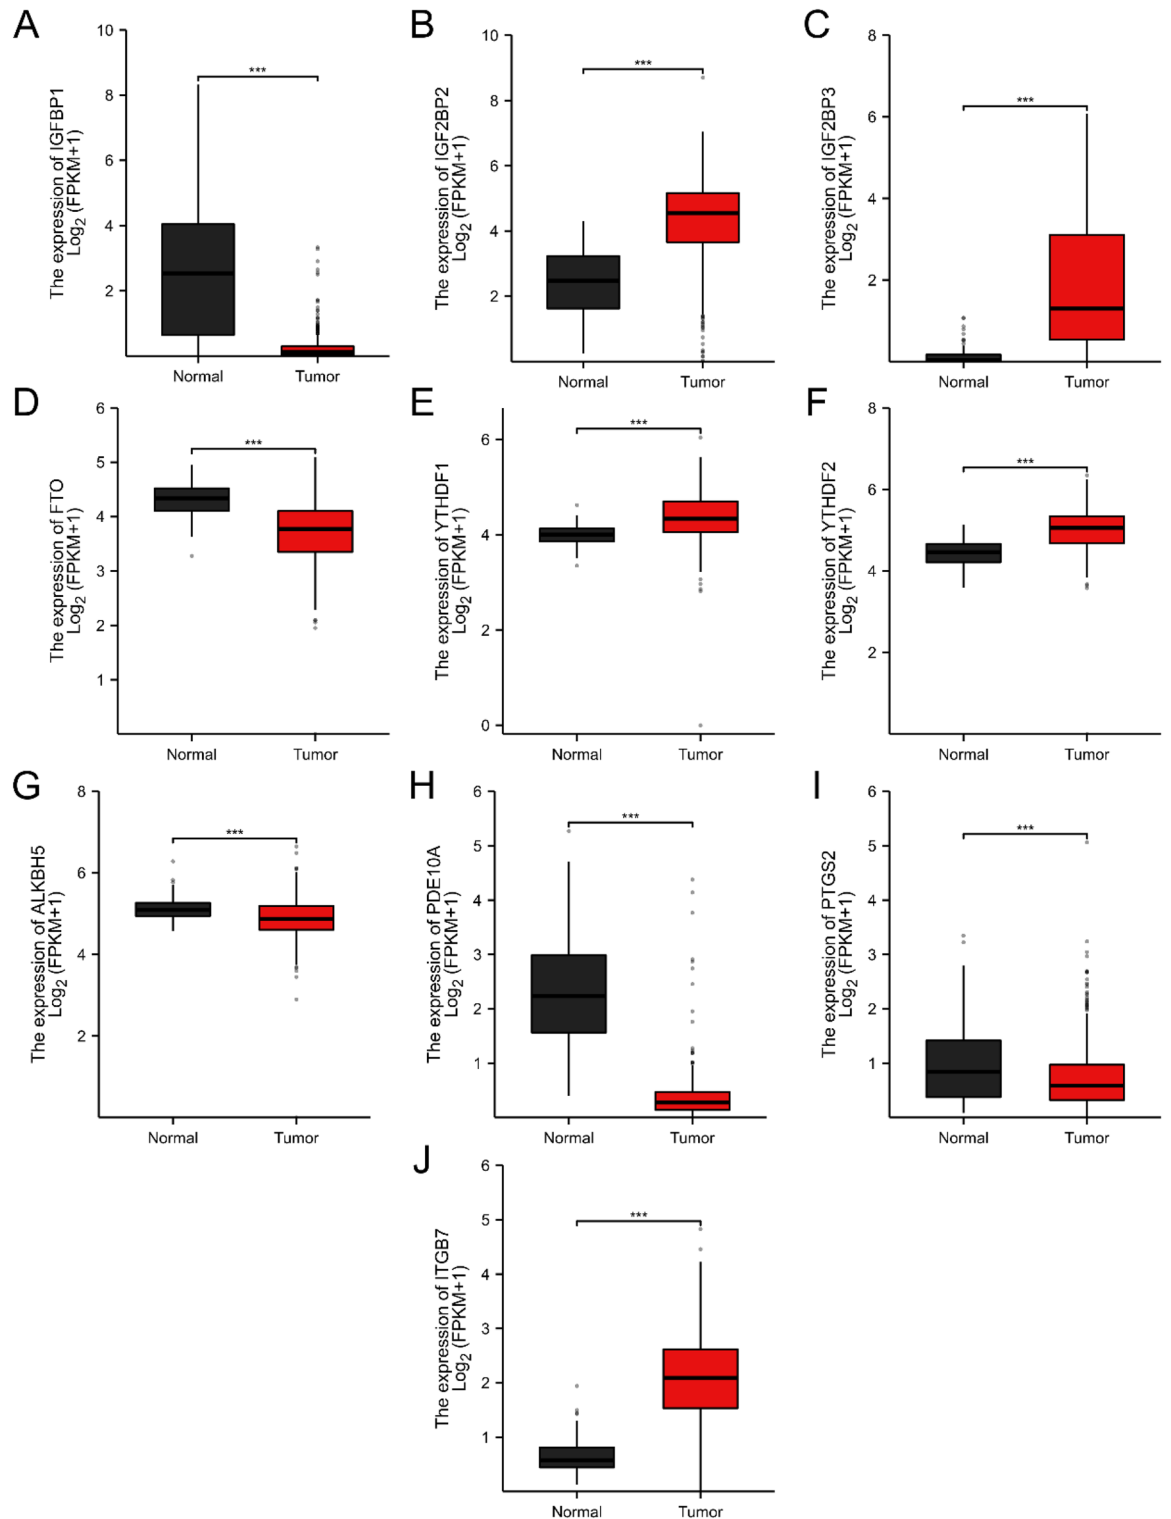 A
The expression of IGFBP1
Log2 (FPKM+1)
10
8
6
4
2
***
Normal Tumor
B
The expression of IGF2BP2
Log2 (FPKM+1)
10
8
6
4
2
***
Normal Tumor
C
The expression of IGF2BP3
Log2 (FPKM+1)
8
6
4
2
***
Normal Tumor
D
The expression of FTO
Log2 (FPKM+1)
6
5
4
3
2
1
***
Normal Tumor
E
The expression of YTHDF1
Log2 (FPKM+1)
6
4
2
0
***
Normal Tumor
F
The expression of YTHDF2
Log2 (FPKM+1)
8
6
4
2
***
Normal Tumor
G
The expression of ALKBH5
Log2 (FPKM+1)
8
6
4
2
***
Normal Tumor
H
The expression of PDE10A
Log2 (FPKM+1)
6
5
4
3
2
1
***
Normal Tumor
I
The expression of PTGS2
Log2 (FPKM+1)
6
5
4
3
2
1
***
Normal Tumor
J
The expression of ITGB7
Log2 (FPKM+1)
6
5
4
3
2
1
***
Normal Tumor